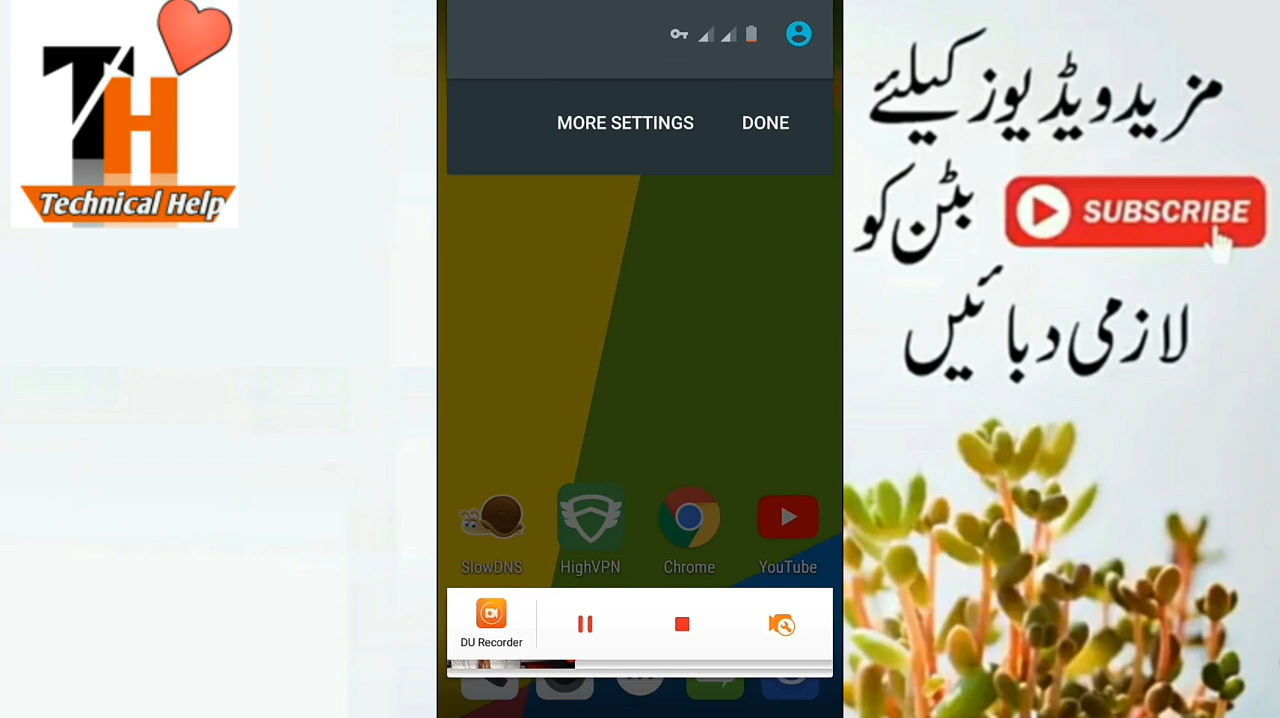 TH
Technical Help
MORE SETTINGS DONE
SlowDNS HighVPN Chrome YouTube
DU Recorder
مزید ویڈیوز کیلئے
SUBSCRIBE بٹن کو
لازمی دبائیں